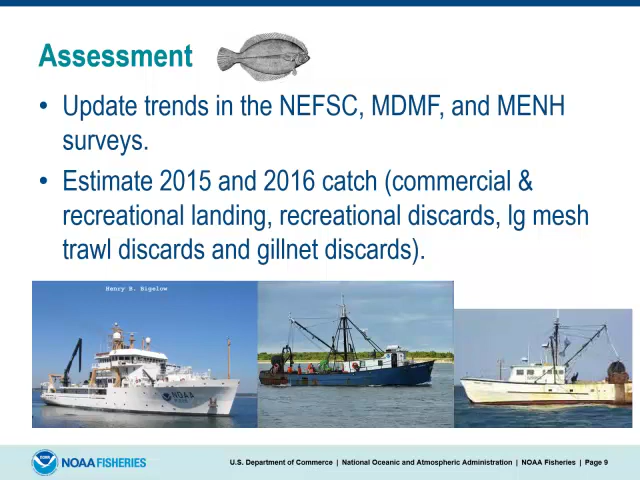 Assessment
• Update trends in the NEFSC, MDMF, and MENH
surveys.
• Estimate 2015 and 2016 catch (commercial &
recreational landing, recreational discards, lg mesh
trawl discards and gillnet discards).
Henry B. Bigelow
NOAA
NOAA FISHERIES
U.S. Department of Commerce | National Oceanic and Atmospheric Administration | NOAA Fisheries | Page 9